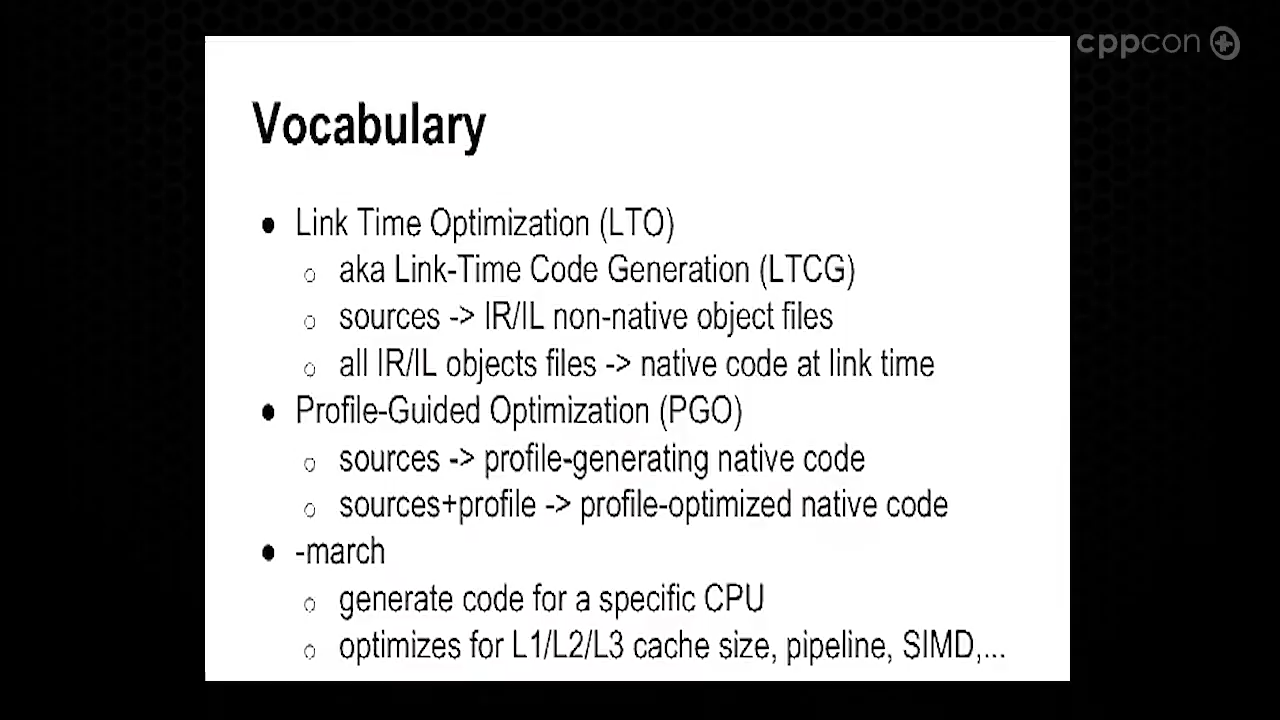 cppcon
Vocabulary
● Link Time Optimization (LTO)
○ aka Link-Time Code Generation (LTCG)
○ sources -> IR/IL non-native object files
○ all IR/IL objects files -> native code at link time
● Profile-Guided Optimization (PGO)
○ sources -> profile-generating native code
○ sources+profile -> profile-optimized native code
● -march
○ generate code for a specific CPU
○ optimizes for L1/L2/L3 cache size, pipeline, SIMD,...